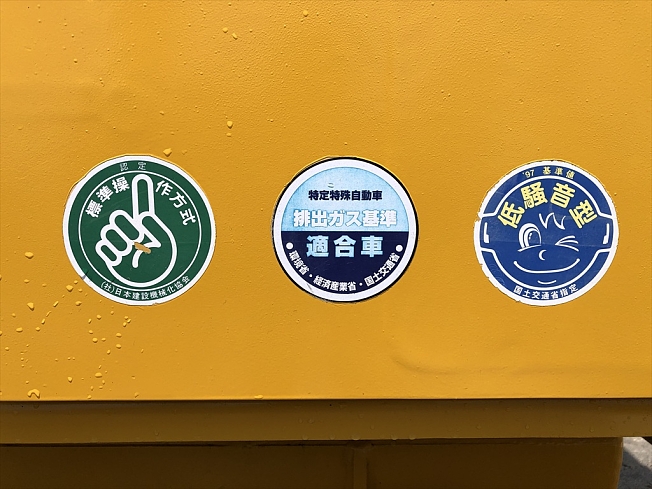 認定
標準操作方式
(社)日本建設機械化協会
特定特殊自動車
排出ガス基準
適合車
●環境省・経済産業省・国土交通省●
'97 基準値
低騒音型
国土交通省指定